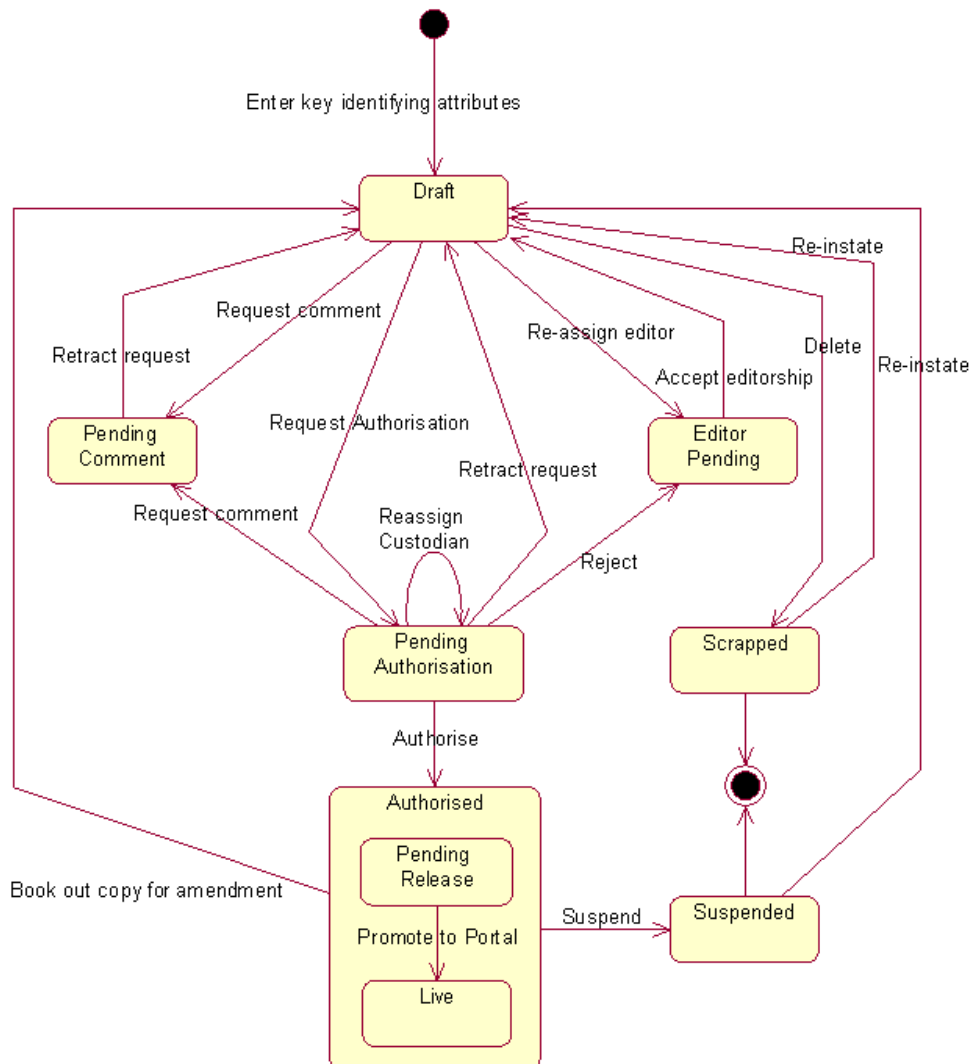 Enter key identifying attributes
Draft
Re-instate
Request comment
Re-assign editor
Delete
Retract request
Re-instate
Accept editorship
Request Authorisation
Pending
Comment
Editor
Pending
Retract request
Request comment
Reassign
Custodian
Reject
Pending
Authorisation
Scrapped
Authorise
Authorised
Pending
Release
Book out copy for amendment
Suspend
Suspended
Promote to Portal
Live